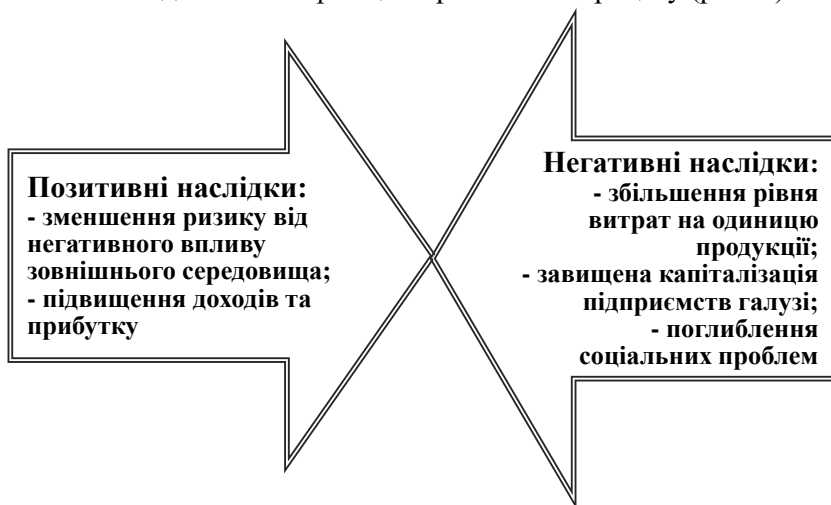 Позитивні наслідки:
- зменшення ризику від
негативного впливу
зовнішнього середовища;
- підвищення доходів та
прибутку
Негативні наслідки:
- збільшення рівня
витрат на одиницю
продукції;
- завищена капіталізація
підприємств галузі;
- поглиблення
соціальних проблем